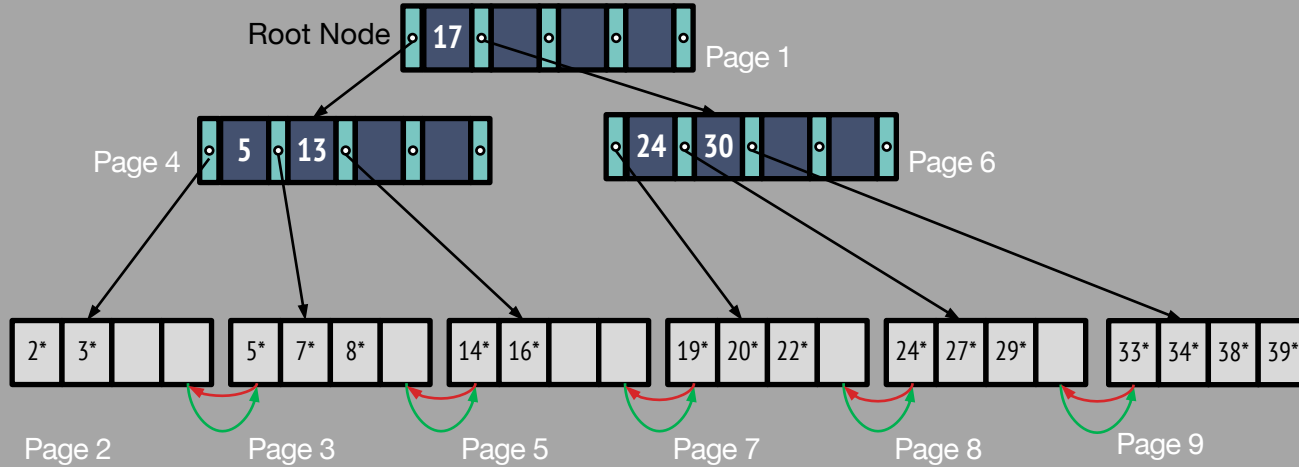 Root Node
17
Page 1
Page 4
5 13
24 30
Page 6
2* 3*
5* 7* 8*
14* 16*
19* 20* 22*
24* 27* 29*
33* 34* 38* 39*
Page 2
Page 3
Page 5
Page 7
Page 8
Page 9